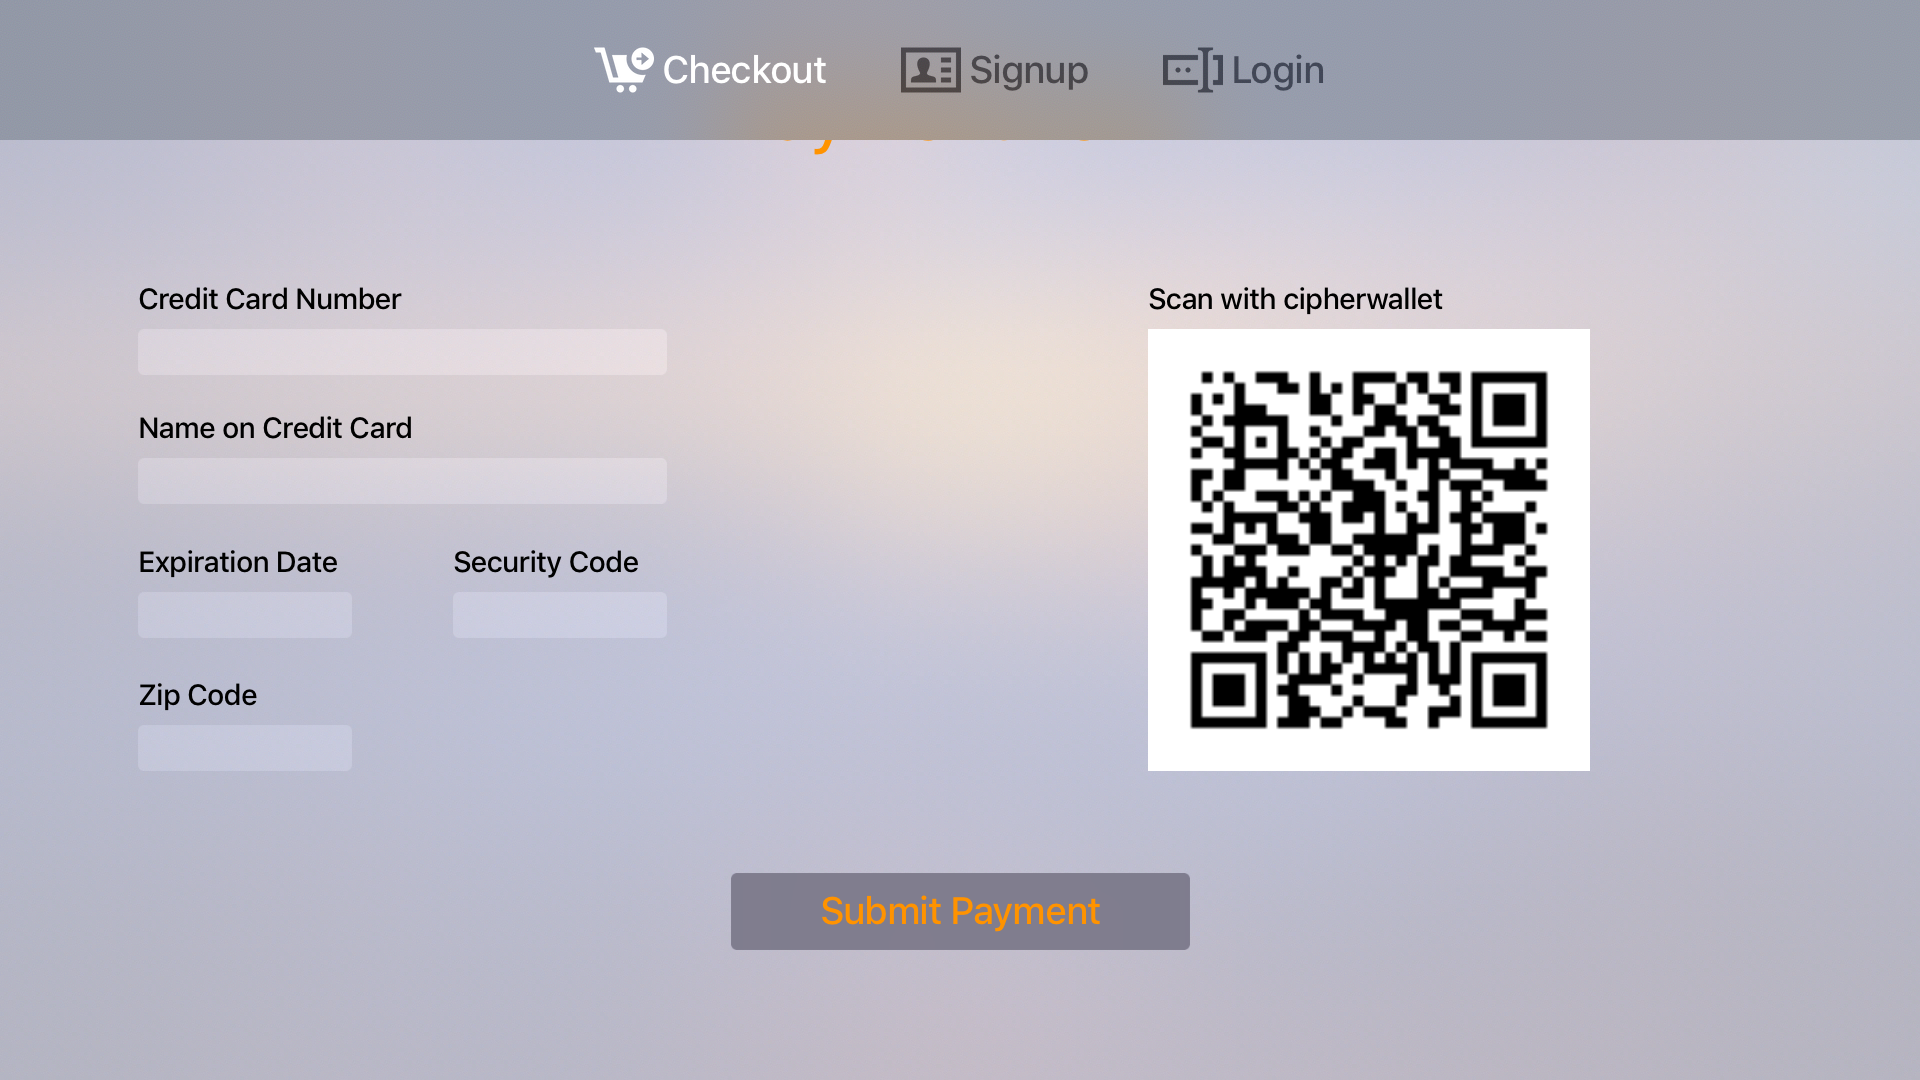 Checkout
Signup
Login
Credit Card Number
Scan with cipherwallet
Name on Credit Card
Expiration Date
Security Code
Zip Code
Submit Payment